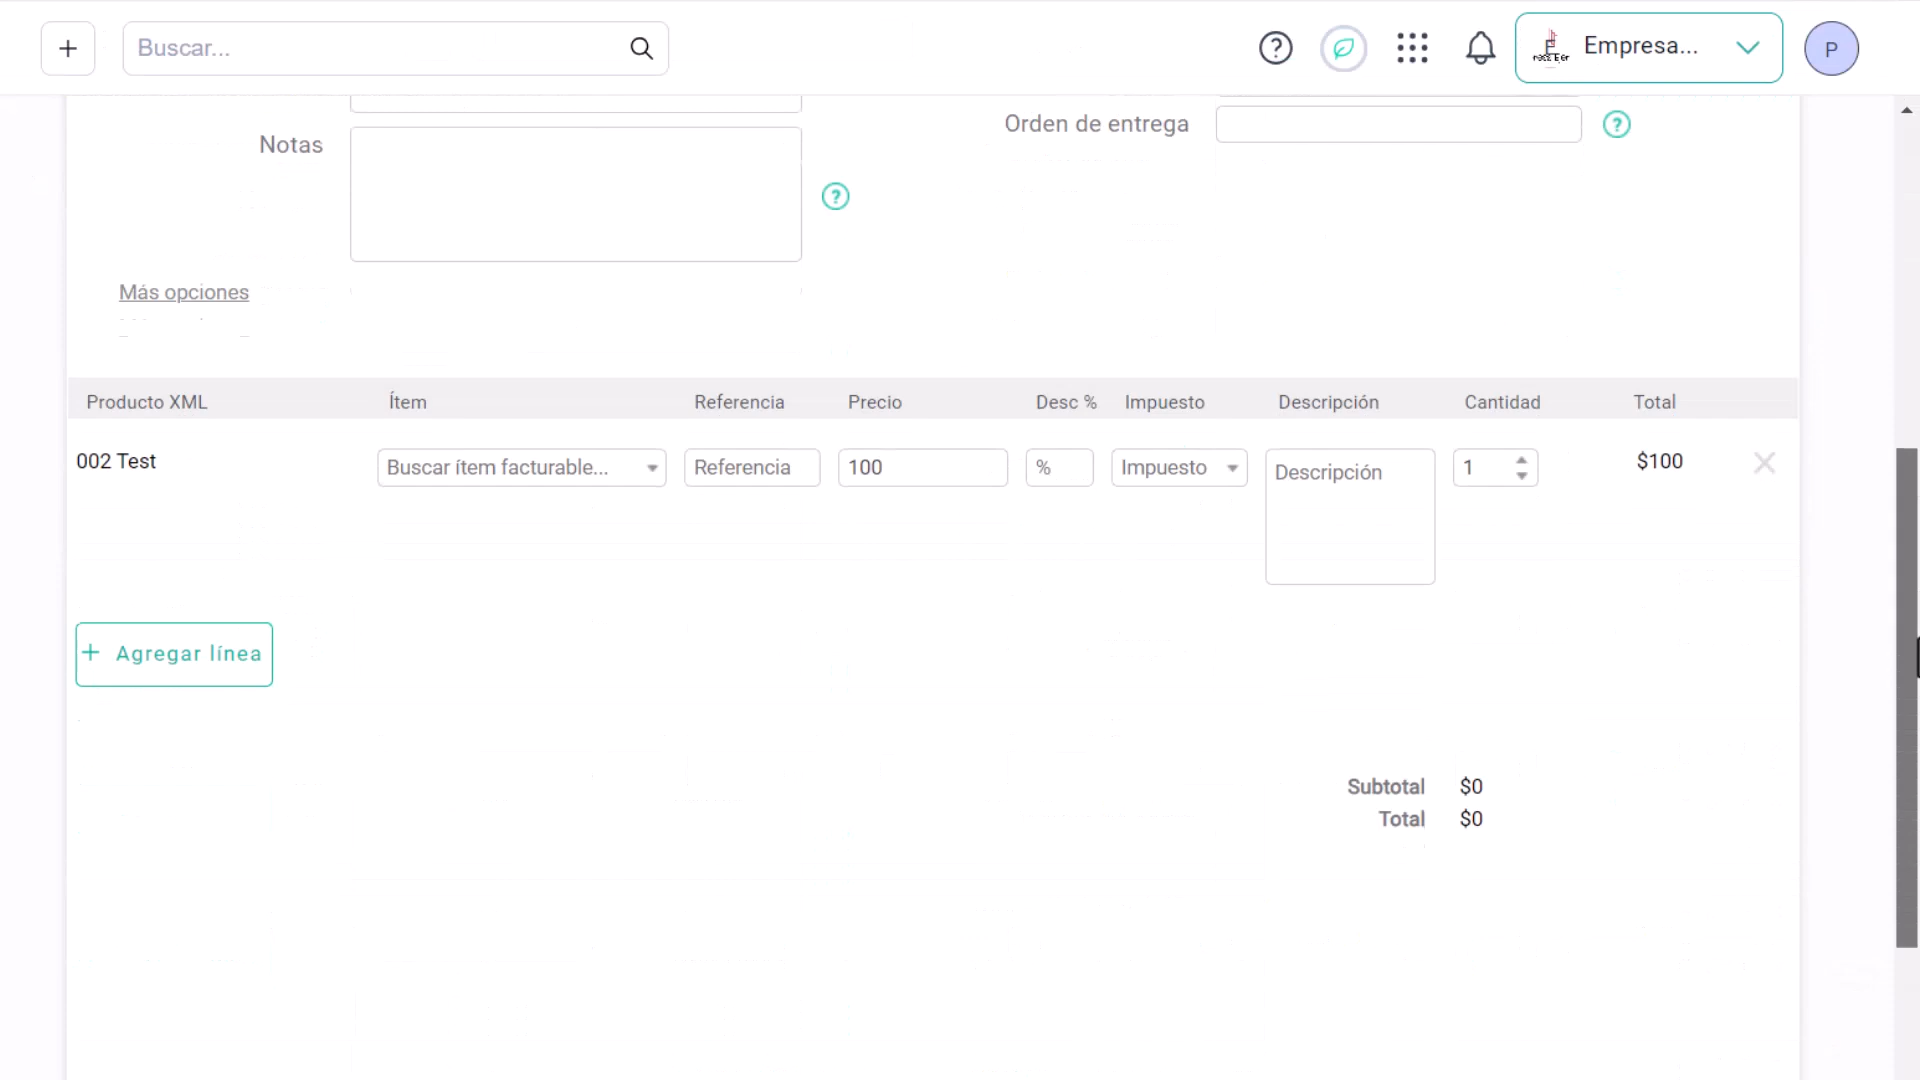 Buscar...
Empresa...
P
Orden de entrega
Notas
Más opciones
Producto XML Ítem Referencia Precio Desc % Impuesto Descripción Cantidad Total
002 Test Buscar ítem facturable... Referencia 100 % Impuesto Descripción 1 $100
+ Agregar línea
Subtotal $0
Total $0